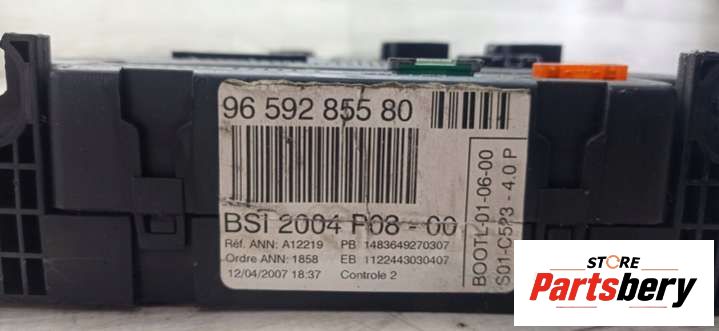 96 592 855 80
BSI 2004 P08 - 00
Réf. ANN: A12219 PB 1483649270307
Ordre ANN: 1858 EB 1122443030407
12/04/2007 18:37 Controle 2
BOOTL-01-06-00
S01-C5P3 - 4.0 P
STORE
Partsbery